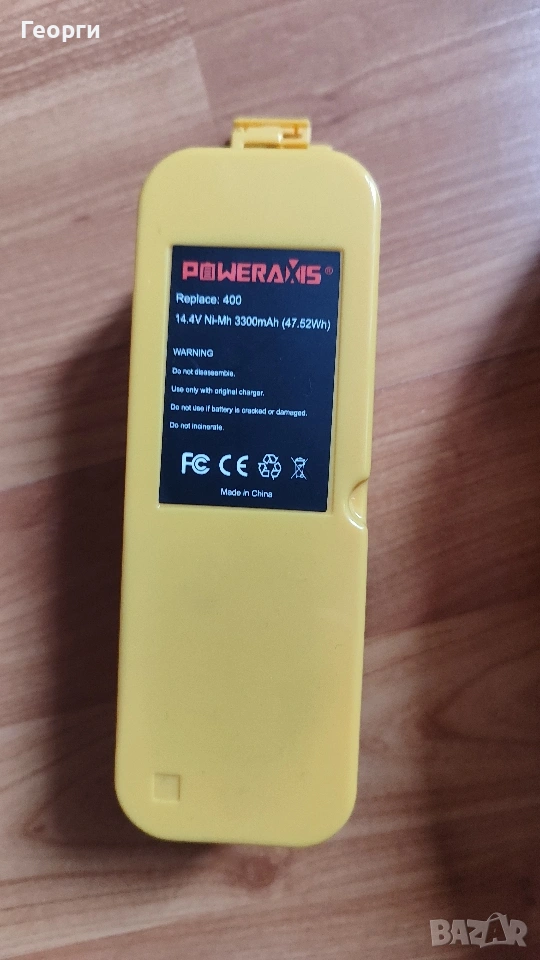 Георги
POWERAXIS®
Replace: 400
14.4V Ni-Mh 3300mAh (47.52Wh)
WARNING
Do not disassemble.
Use only with original charger.
Do not use if battery is cracked or damaged.
Do not incinerate.
FC CE
Made in China
BAZAR